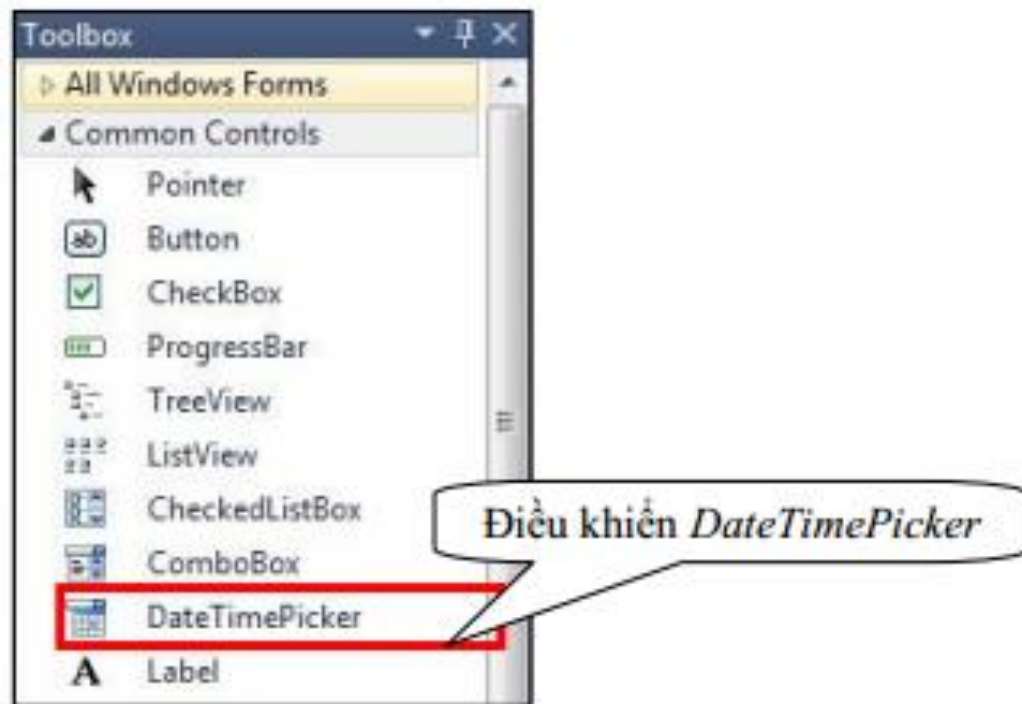 Toolbox
All Windows Forms
Common Controls
Pointer
ab Button
CheckBox
ProgressBar
TreeView
ListView
CheckedListBox
Điều khiển DateTimePicker
ComboBox
DateTimePicker
A Label